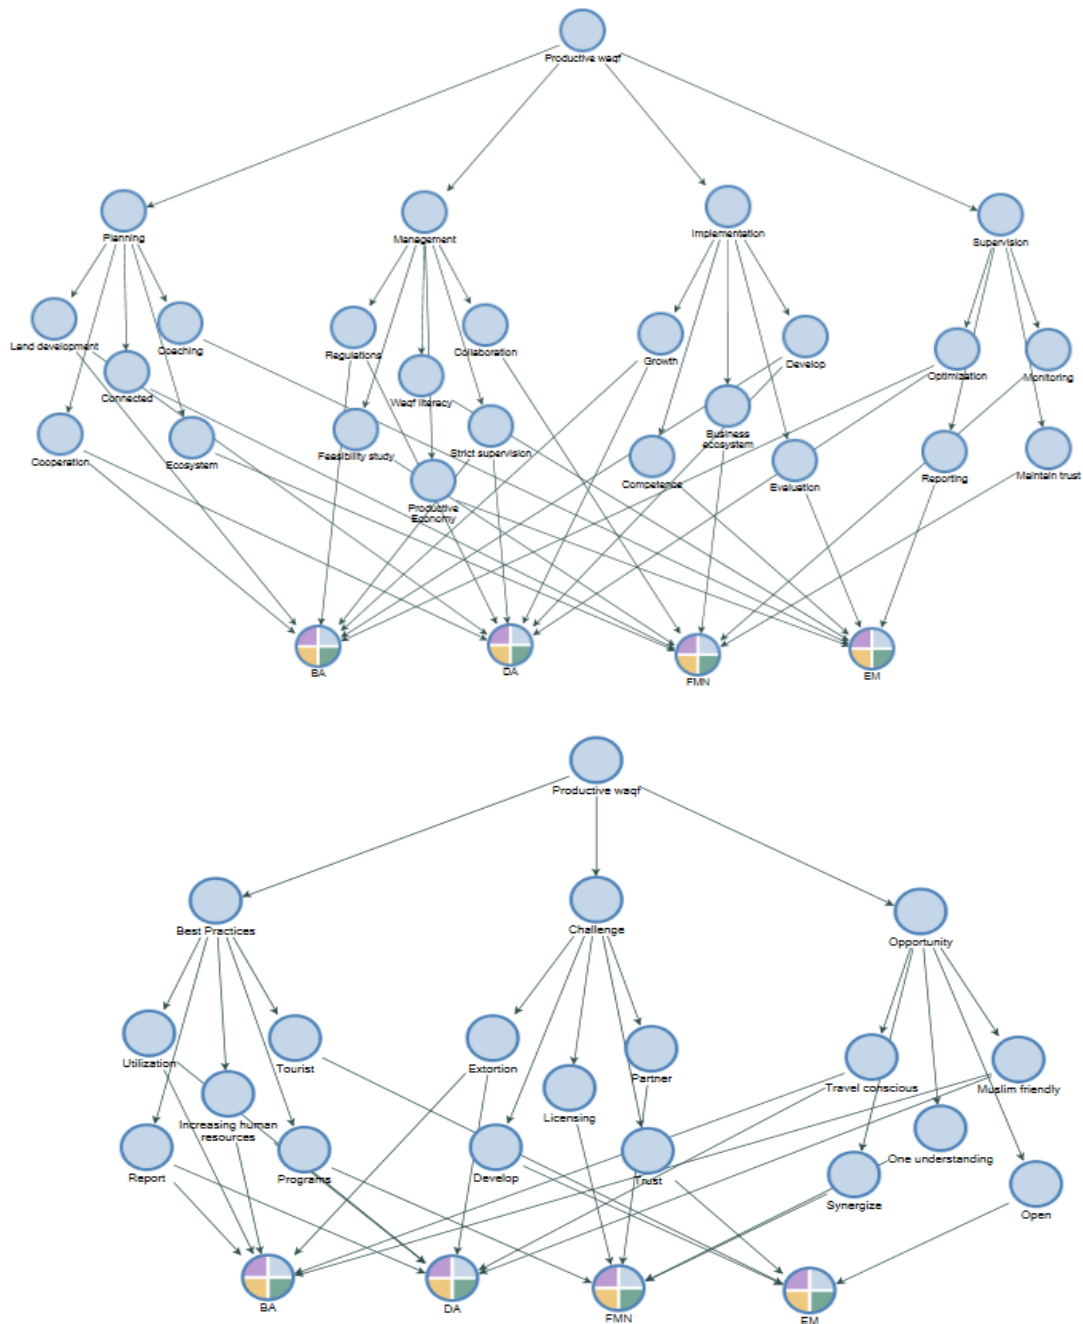 Productive waqf
Planning
Management
Implementation
Supervision
Land development
Coaching
Regulations
Collaboration
Growth
Develop
Optimization
Monitoring
Connected
Waqf literacy
Business
ecosystem
Cooperation
Ecosystem
Feasibility study
Strict supervision
Competence
Evaluation
Reporting
Maintain trust
Productive
Economy
BA
DA
FMN
EM
Productive waqf
Best Practices
Challenge
Opportunity
Utilization
Tourist
Extortion
Partner
Travel conscious
Muslim friendly
Increasing human
resources
Licensing
One understanding
Report
Programs
Develop
Trust
Synergize
Open
BA
DA
FMN
EM